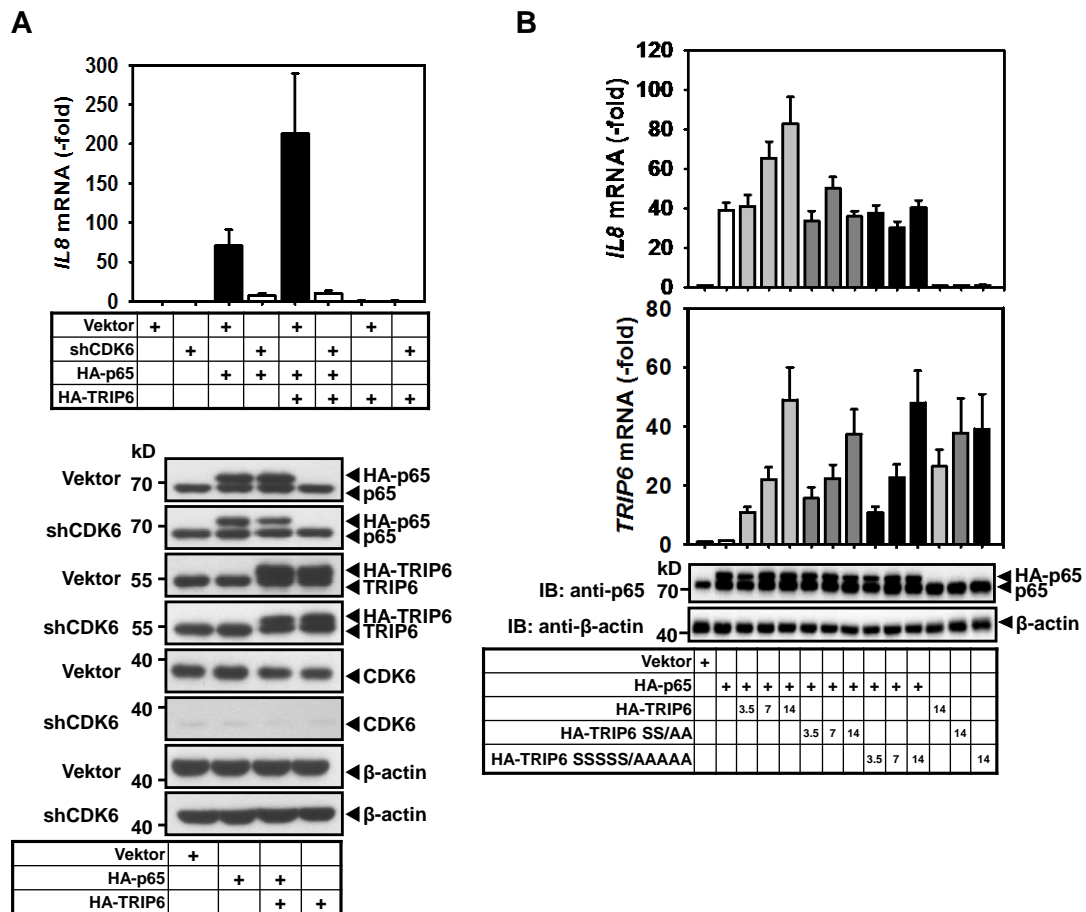 A
IL8 mRNA (-fold)
300
250
200
150
100
50
0
Vektor + + + +
shCDK6 + + + +
HA-p65 + + + +
HA-TRIP6 + + + +
kD
Vektor 70 HA-p65
p65
shCDK6 70 HA-p65
p65
Vektor 55 HA-TRIP6
TRIP6
shCDK6 55 HA-TRIP6
TRIP6
Vektor 40 CDK6
shCDK6 40 CDK6
Vektor 40 β-actin
shCDK6 40 β-actin
Vektor +
HA-p65 + +
HA-TRIP6 + +
B
IL8 mRNA (-fold)
120
100
80
60
40
20
0
TRIP6 mRNA (-fold)
80
60
40
20
0
kD
IB: anti-p65 70 HA-p65
p65
IB: anti-β-actin 40 β-actin
Vektor +
HA-p65 + + + + + + + + + +
HA-TRIP6 3.5 7 14 14
HA-TRIP6 SS/AA 3.5 7 14 14
HA-TRIP6 SSSSS/AAAAA 3.5 7 14 14